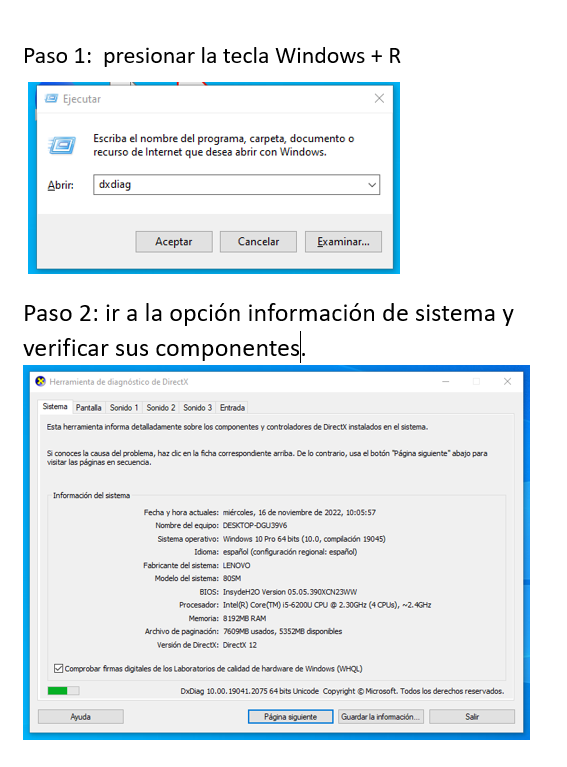 Paso 1:  presionar la tecla Windows + R
Ejecutar
Escriba el nombre del programa, carpeta, documento o
recurso de Internet que desea abrir con Windows.
Abrir: dxdiag
Aceptar Cancelar Examinar...
Paso 2: ir a la opción información de sistema y
verificar sus componentes.
Herramienta de diagnóstico de DirectX
Sistema Pantalla Sonido 1 Sonido 2 Sonido 3 Entrada
Esta herramienta informa detalladamente sobre los componentes y controladores de DirectX instalados en el sistema.
Si conoces la causa del problema, haz clic en la ficha correspondiente arriba. De lo contrario, usa el botón "Página siguiente" abajo para
visitar las páginas en secuencia.
Información del sistema
Fecha y hora actuales: miércoles, 16 de noviembre de 2022, 10:05:57
Nombre del equipo: DESKTOP-DGU39V6
Sistema operativo: Windows 10 Pro 64 bits (10.0, compilación 19045)
Idioma: español (configuración regional: español)
Fabricante del sistema: LENOVO
Modelo del sistema: 80SM
BIOS: InsydeH2O Version 05.05.390XCN23WW
Procesador: Intel(R) Core(TM) i5-6200U CPU @ 2.30GHz (4 CPUs), ~2.4GHz
Memoria: 8192MB RAM
Archivo de paginación: 7609MB usados, 5352MB disponibles
Versión de DirectX: DirectX 12
Comprobar firmas digitales de los Laboratorios de calidad de hardware de Windows (WHQL)
DxDiag 10.00.19041.2075 64 bits Unicode Copyright © Microsoft. Todos los derechos reservados.
Ayuda Página siguiente Guardar la información... Salir